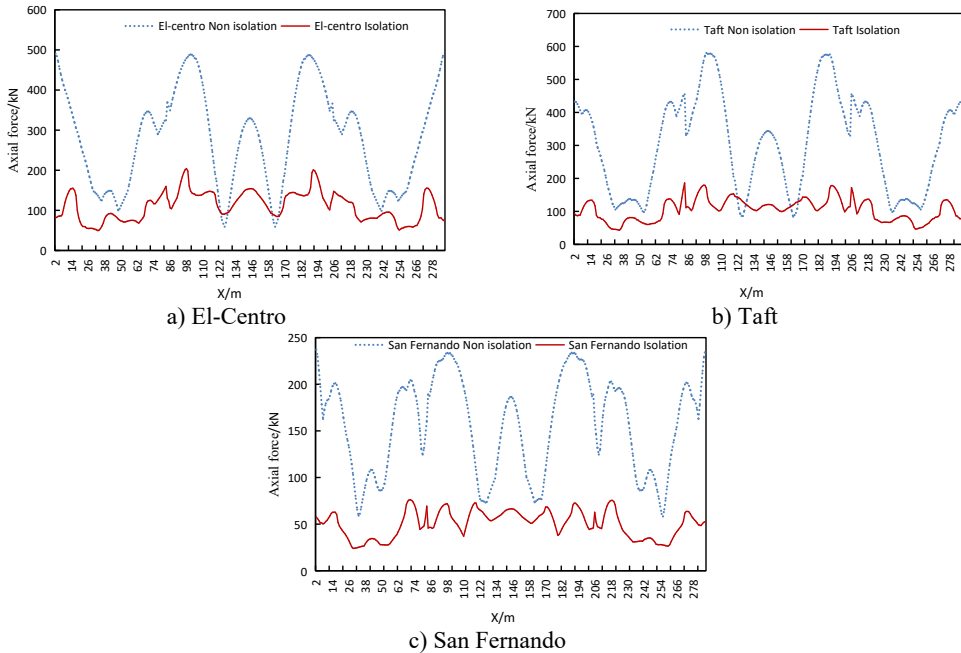 El-centro Non isolation El-centro Isolation
600
500
400
300
200
100
0
Axial force/kN
2 14 26 38 50 62 74 86 98 110 122 134 146 158 170 182 194 206 218 230 242 254 266 278
X/m
a) El-Centro
Taft Non isolation Taft Isolation
700
600
500
400
300
200
100
0
Axial force/kN
2 14 26 38 50 62 74 86 98 110 122 134 146 158 170 182 194 206 218 230 242 254 266 278
X/m
b) Taft
San Fernando Non isolation San Fernando Isolation
250
200
150
100
50
0
Axial force/kN
2 14 26 38 50 62 74 86 98 110 122 134 146 158 170 182 194 206 218 230 242 254 266 278
X/m
c) San Fernando